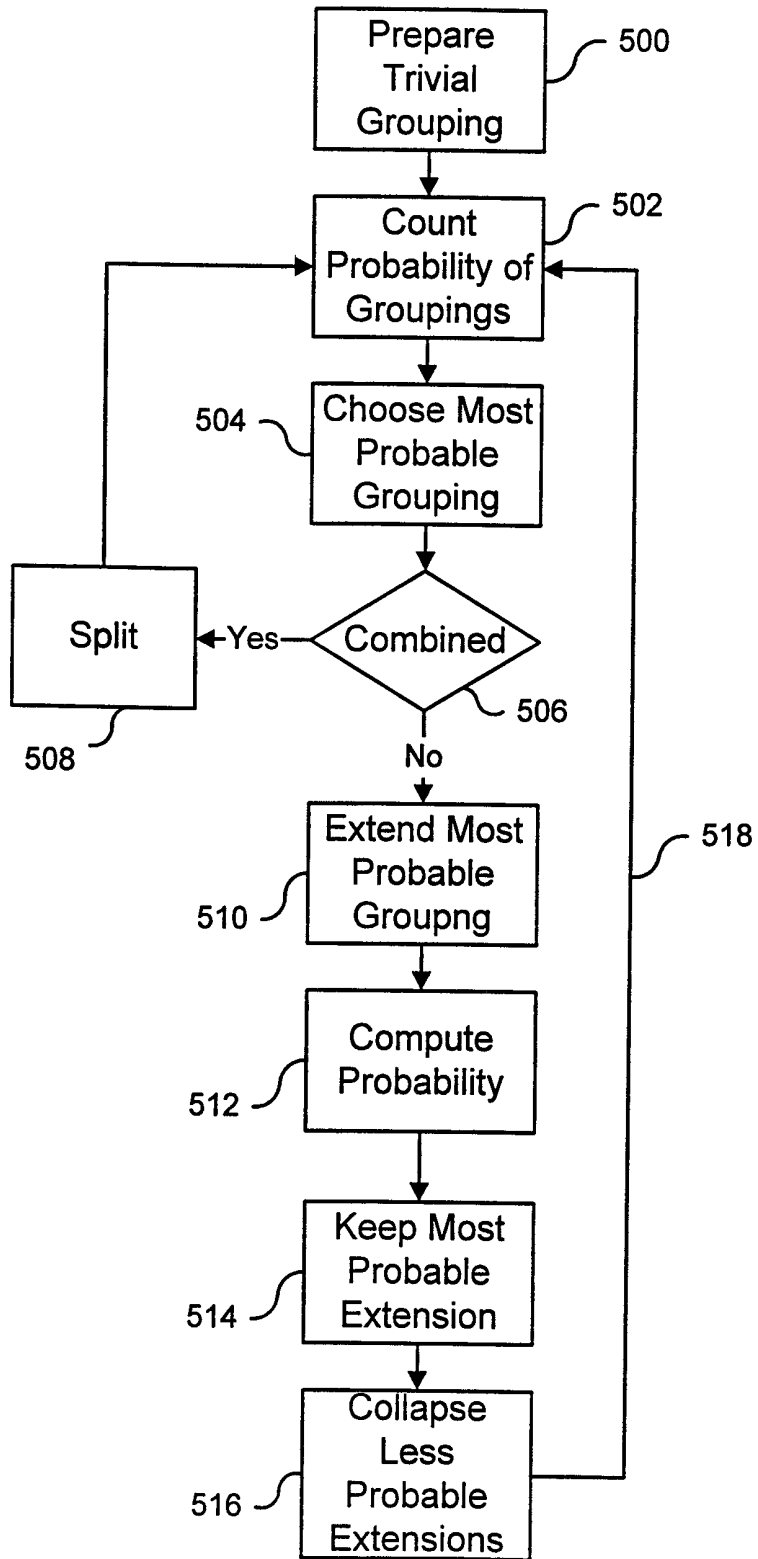 Prepare
Trivial
Grouping
500
Count
Probability of
Groupings
502
Choose Most
Probable
Grouping
504
Combined
506
Yes
Split
508
No
Extend Most
Probable
Groupng
510
518
Compute
Probability
512
Keep Most
Probable
Extension
514
Collapse
Less
Probable
Extensions
516